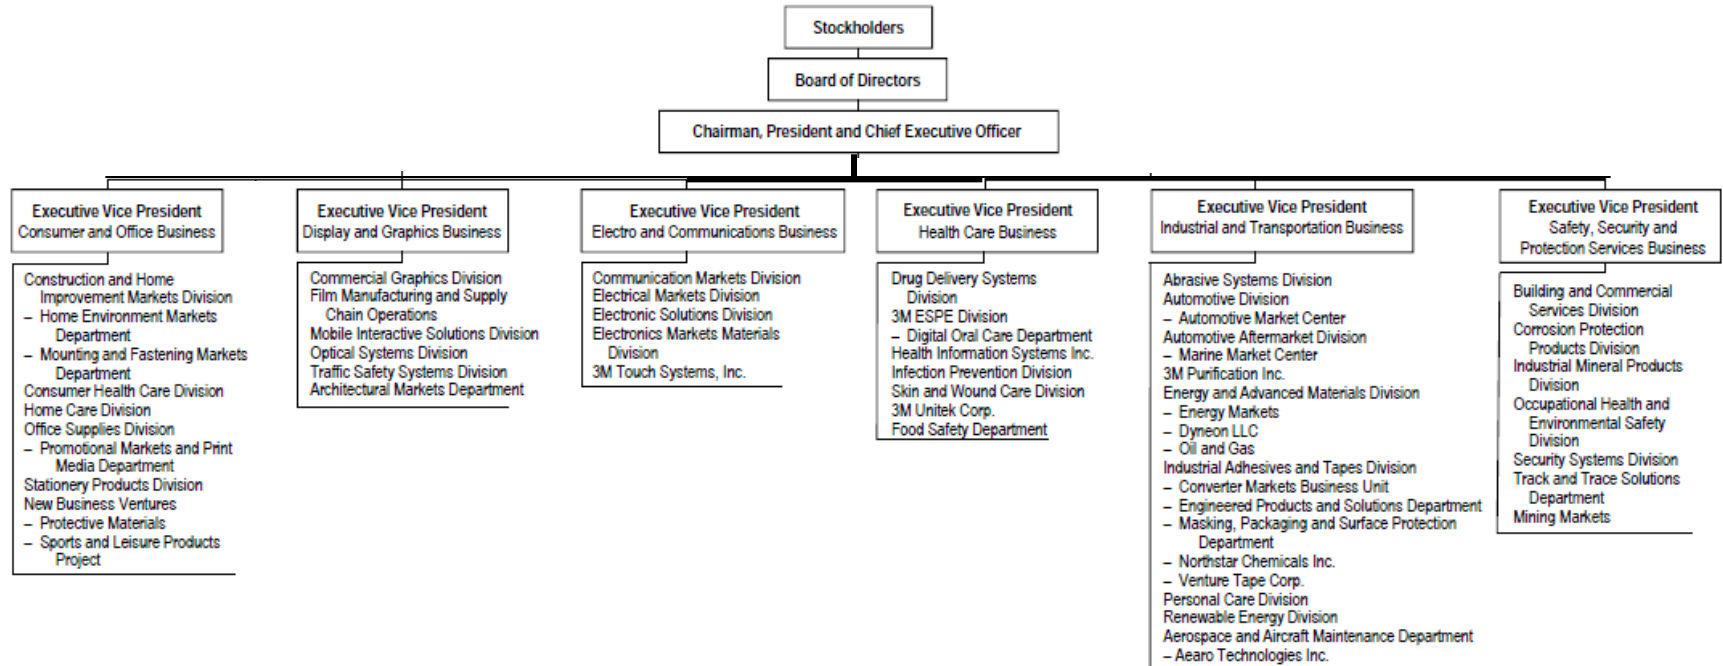 Stockholders
Board of Directors
Chairman, President and Chief Executive Officer
Executive Vice President
Consumer and Office Business
Construction and Home
Improvement Markets Division
– Home Environment Markets
Department
– Mounting and Fastening Markets
Department
Consumer Health Care Division
Home Care Division
Office Supplies Division
– Promotional Markets and Print
Media Department
Stationery Products Division
New Business Ventures
– Protective Materials
– Sports and Leisure Products
Project
Executive Vice President
Display and Graphics Business
Commercial Graphics Division
Film Manufacturing and Supply
Chain Operations
Mobile Interactive Solutions Division
Optical Systems Division
Traffic Safety Systems Division
Architectural Markets Department
Executive Vice President
Electro and Communications Business
Communication Markets Division
Electrical Markets Division
Electronic Solutions Division
Electronics Markets Materials
Division
3M Touch Systems, Inc.
Executive Vice President
Health Care Business
Drug Delivery Systems
Division
3M ESPE Division
– Digital Oral Care Department
Health Information Systems Inc.
Infection Prevention Division
Skin and Wound Care Division
3M Unitek Corp.
Food Safety Department
Executive Vice President
Industrial and Transportation Business
Abrasive Systems Division
Automotive Division
– Automotive Market Center
Automotive Aftermarket Division
– Marine Market Center
3M Purification Inc.
Energy and Advanced Materials Division
– Energy Markets
– Dyneon LLC
– Oil and Gas
Industrial Adhesives and Tapes Division
– Converter Markets Business Unit
– Engineered Products and Solutions Department
– Masking, Packaging and Surface Protection
Department
– Northstar Chemicals Inc.
– Venture Tape Corp.
Personal Care Division
Renewable Energy Division
Aerospace and Aircraft Maintenance Department
– Aearo Technologies Inc.
Executive Vice President
Safety, Security and
Protection Services Business
Building and Commercial
Services Division
Corrosion Protection
Products Division
Industrial Mineral Products
Division
Occupational Health and
Environmental Safety
Division
Security Systems Division
Track and Trace Solutions
Department
Mining Markets